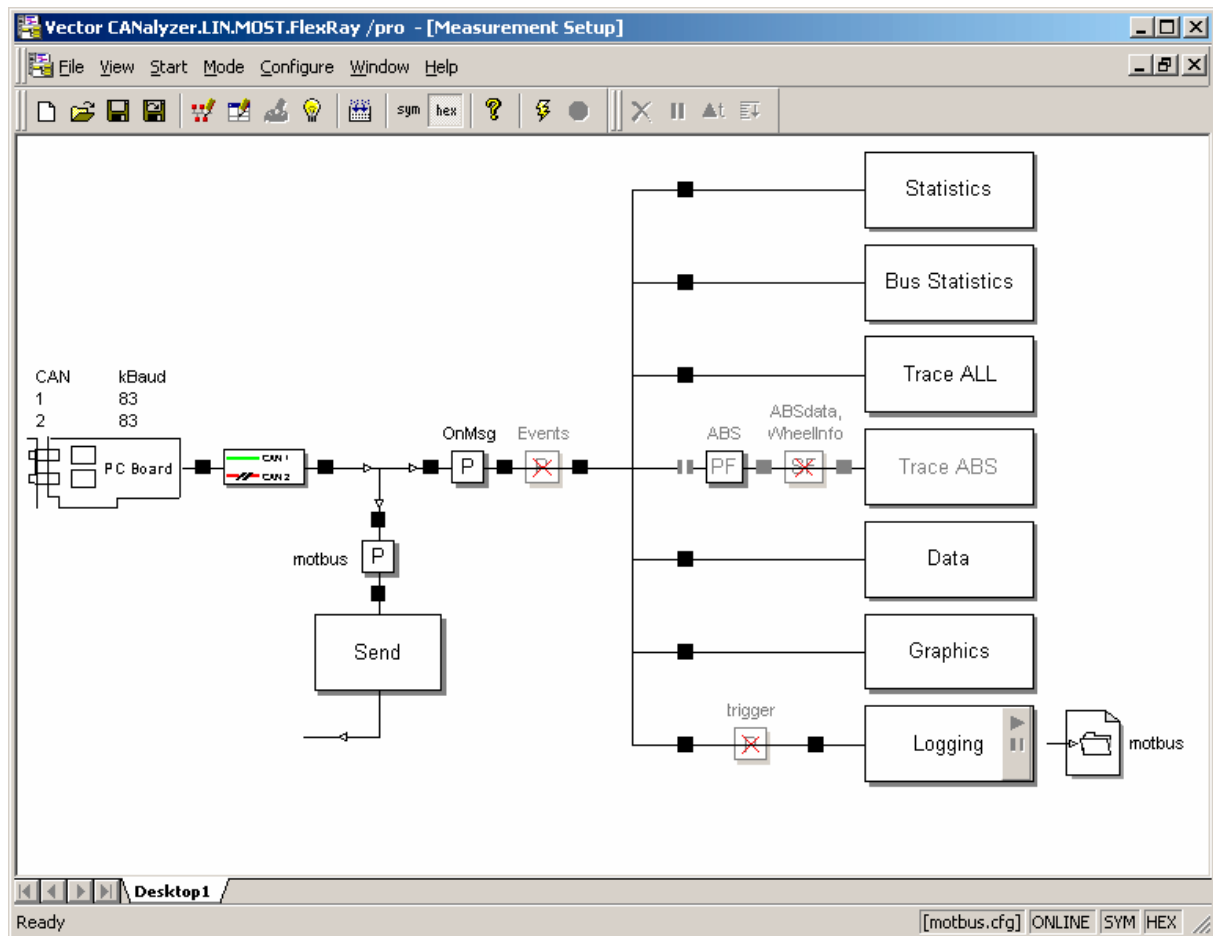 Vector CANalyzer.LIN.MOST.FlexRay /pro - [Measurement Setup]
File View Start Mode Configure Window Help
sym hex
Statistics
Bus Statistics
Trace ALL
CAN kBaud
1 83
2 83
PC Board
CAN 1
CAN 2
OnMsg
P
Events
ABS
PF
ABSdata,
WheelInfo
Trace ABS
motbus
P
Data
Send
Graphics
trigger
Logging
motbus
Desktop1
Ready
[motbus.cfg] ONLINE SYM HEX